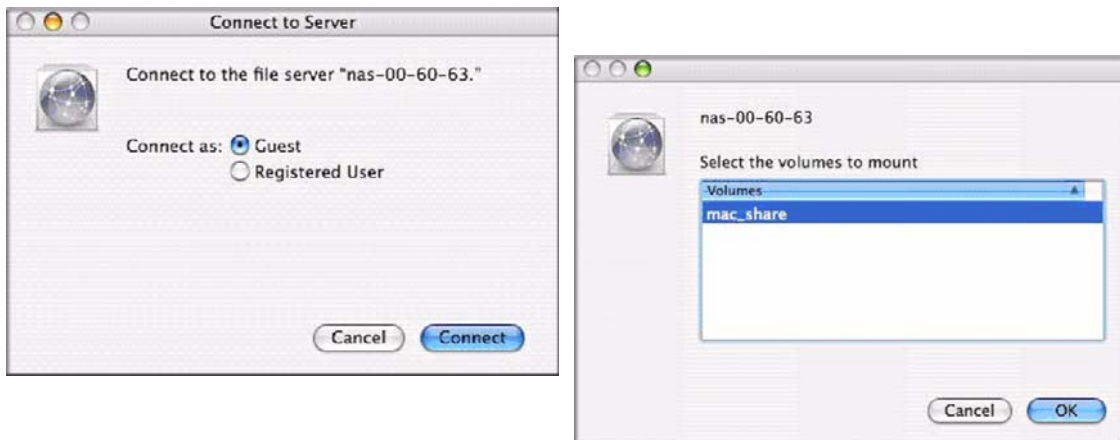 Connect to Server
Connect to the file server "nas-00-60-63."
Connect as: Guest
Registered User
Cancel Connect
nas-00-60-63
Select the volumes to mount
Volumes
mac_share
Cancel OK